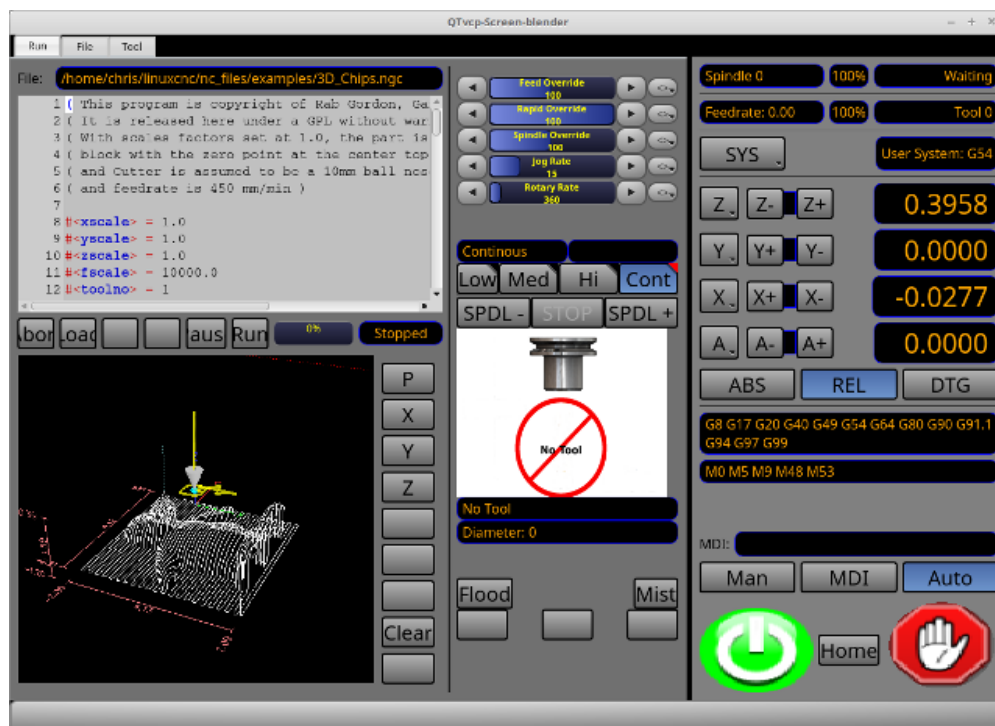 QTvcp-Screen-blender
Run File Tool
File: /home/chris/linuxcnc/nc_files/examples/3D_Chips.ngc
1 ( This program is copyright of Rab Gordon, Ga
2 ( It is released here under a GPL without war
3 ( With scales factors set at 1.0, the part is
4 ( block with the zero point at the center top
5 ( and Cutter is assumed to be a 10mm ball nos
6 ( and feedrate is 450 mm/min )
7
8 #<xscale> = 1.0
9 #<yscale> = 1.0
10 #<zscale> = 1.0
11 #<fscale> = 10000.0
12 #<toolno> = 1
Abor Load Paus Run 0% Stopped
P
X
Y
Z
Clear
Feed Override
100
Rapid Override
100
Spindle Override
100
Jog Rate
15
Rotary Rate
360
Continous
Low Med Hi Cont
SPDL - STOP SPDL +
No Tool
No Tool
Diameter: 0
Flood Mist
Spindle 0 100% Waiting
Feedrate: 0.00 100% Tool 0
SYS User System: G54
Z Z- Z+ 0.3958
Y Y+ Y- 0.0000
X X+ X- -0.0277
A A- A+ 0.0000
ABS REL DTG
G8 G17 G20 G40 G49 G54 G64 G80 G90 G91.1
G94 G97 G99
M0 M5 M9 M48 M53
MDI:
Man MDI Auto
Home